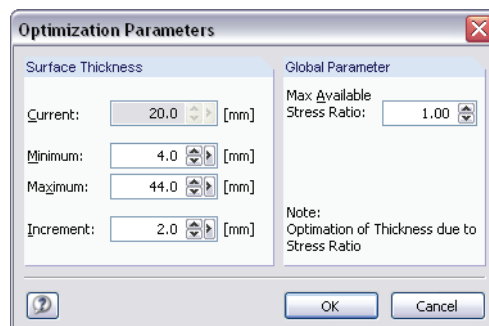 Optimization Parameters
Surface Thickness
Current: 20.0 [mm]
Minimum: 4.0 [mm]
Maximum: 44.0 [mm]
Increment: 2.0 [mm]
Global Parameter
Max Available
Stress Ratio: 1.00
Note:
Optimation of Thickness due to
Stress Ratio
OK Cancel